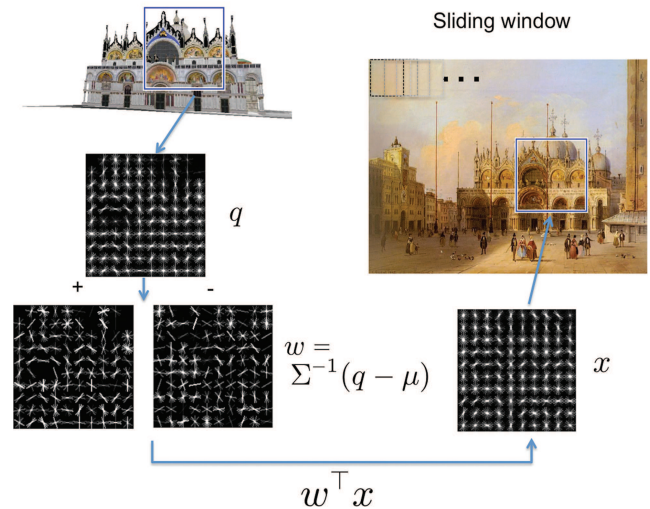 Sliding window
q
+ -
w =
Σ⁻¹(q − μ)
x
w⊤x